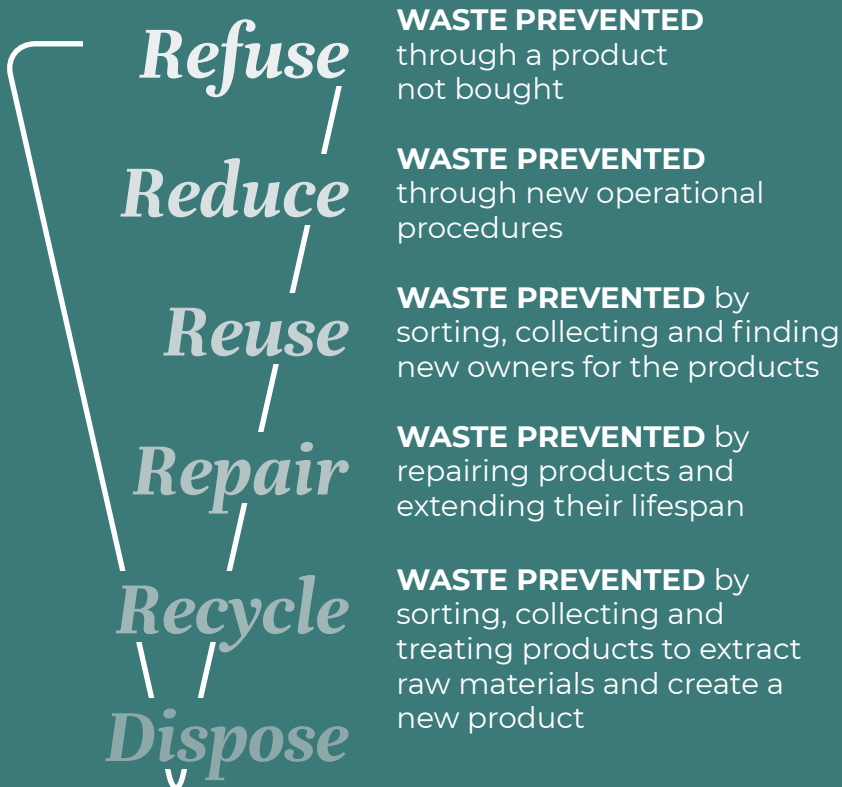 Refuse
WASTE PREVENTED
through a product
not bought
Reduce
WASTE PREVENTED
through new operational
procedures
Reuse
WASTE PREVENTED by
sorting, collecting and finding
new owners for the products
Repair
WASTE PREVENTED by
repairing products and
extending their lifespan
Recycle
WASTE PREVENTED by
sorting, collecting and
treating products to extract
raw materials and create a
new product
Dispose